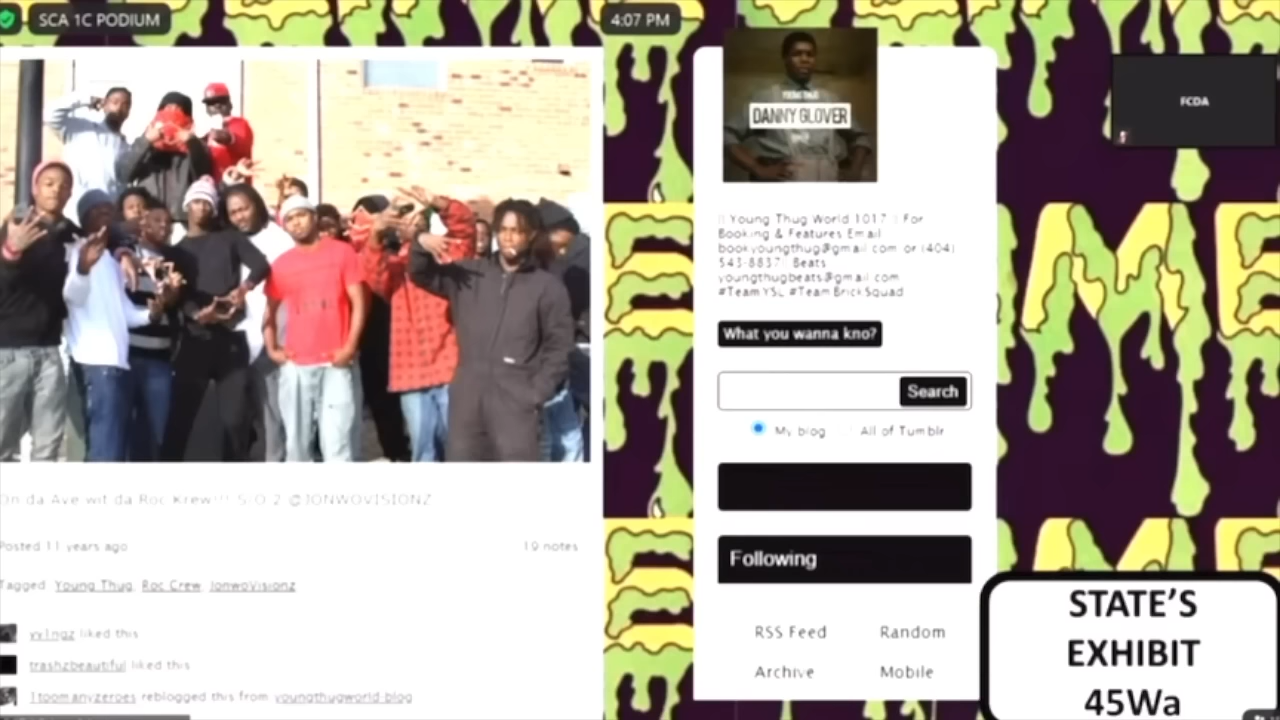 SCA 1C PODIUM
4:07 PM
FCDA
YOUNG THUG
DANNY GLOVER
Young Thug World 1017 || For
Booking & Features Email
bookyoungthug@gmail.com or (404)
543-8837| Beats
youngthugbeats@gmail.com
#TeamYSL #TeamBrickSquad
What you wanna kno?
Search
My blog
All of Tumblr
Following
RSS Feed
Random
Archive
Mobile
On da Ave wit da Roc Krew!!! S/O 2 @JONWOVISIONZ
Posted 11 years ago
19 notes
Tagged: Young Thug, Roc Crew, JonwoVisionz
liked this
trashzbeautiful liked this
1toomanyzeroes reblogged this from youngthugworld-blog
STATE'S
EXHIBIT
45Wa